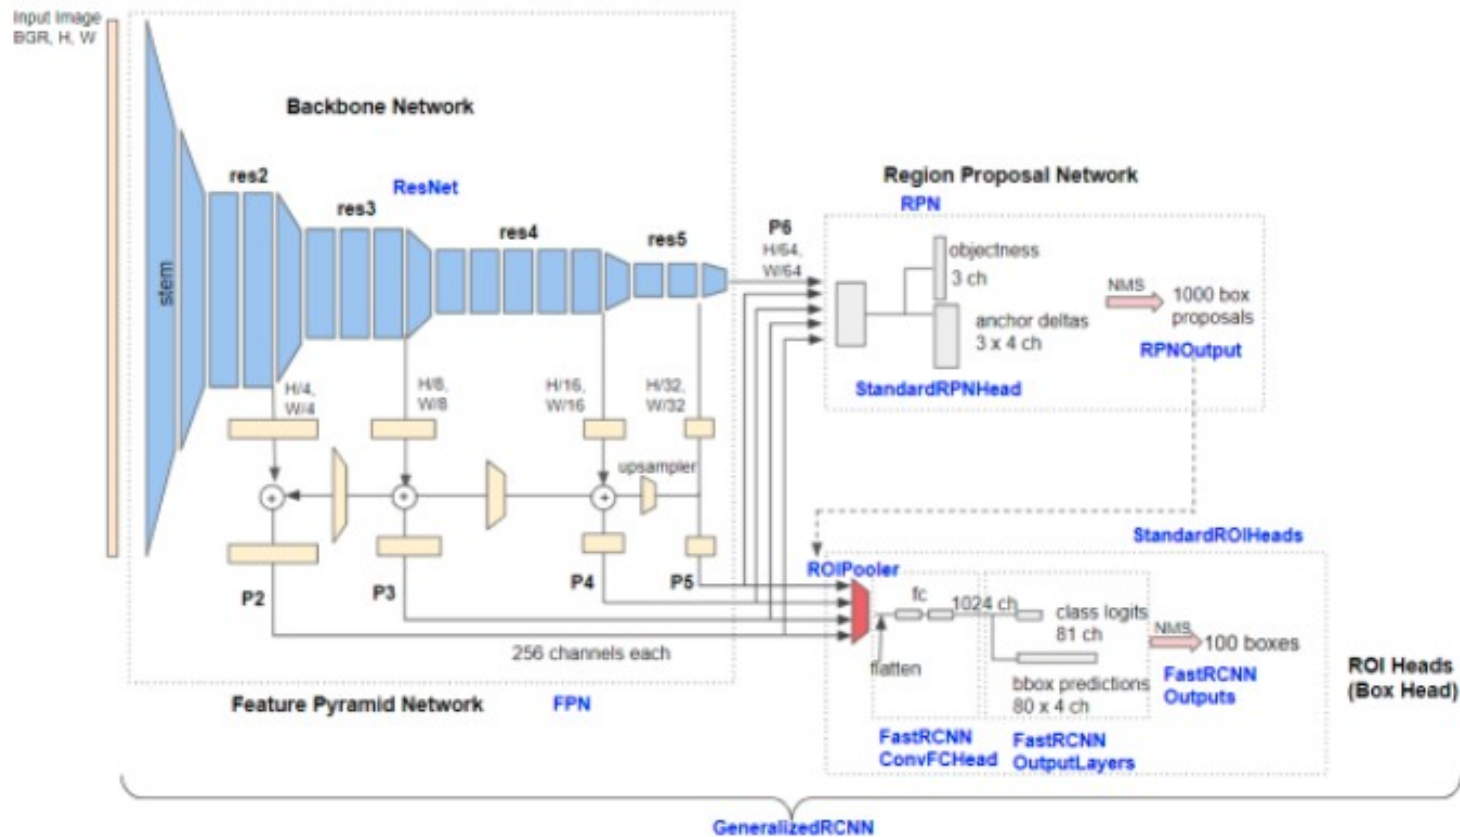 Input Image
BGR, H, W
Backbone Network
res2
ResNet
res3
res4
res5
stem
H/4,
W/4
H/8,
W/8
H/16,
W/16
H/32,
W/32
upsampler
P2
P3
P4
P5
256 channels each
Feature Pyramid Network
FPN
P6
H/64,
W/64
Region Proposal Network
RPN
objectness
3 ch
anchor deltas
3 x 4 ch
StandardRPNHead
NMS
1000 box
proposals
RPNOutput
StandardROIHeads
ROIPooler
fc
1024 ch
flatten
class logits
81 ch
bbox predictions
80 x 4 ch
NMS
100 boxes
FastRCNN
Outputs
FastRCNN
ConvFCHead
FastRCNN
OutputLayers
ROI Heads
(Box Head)
GeneralizedRCNN